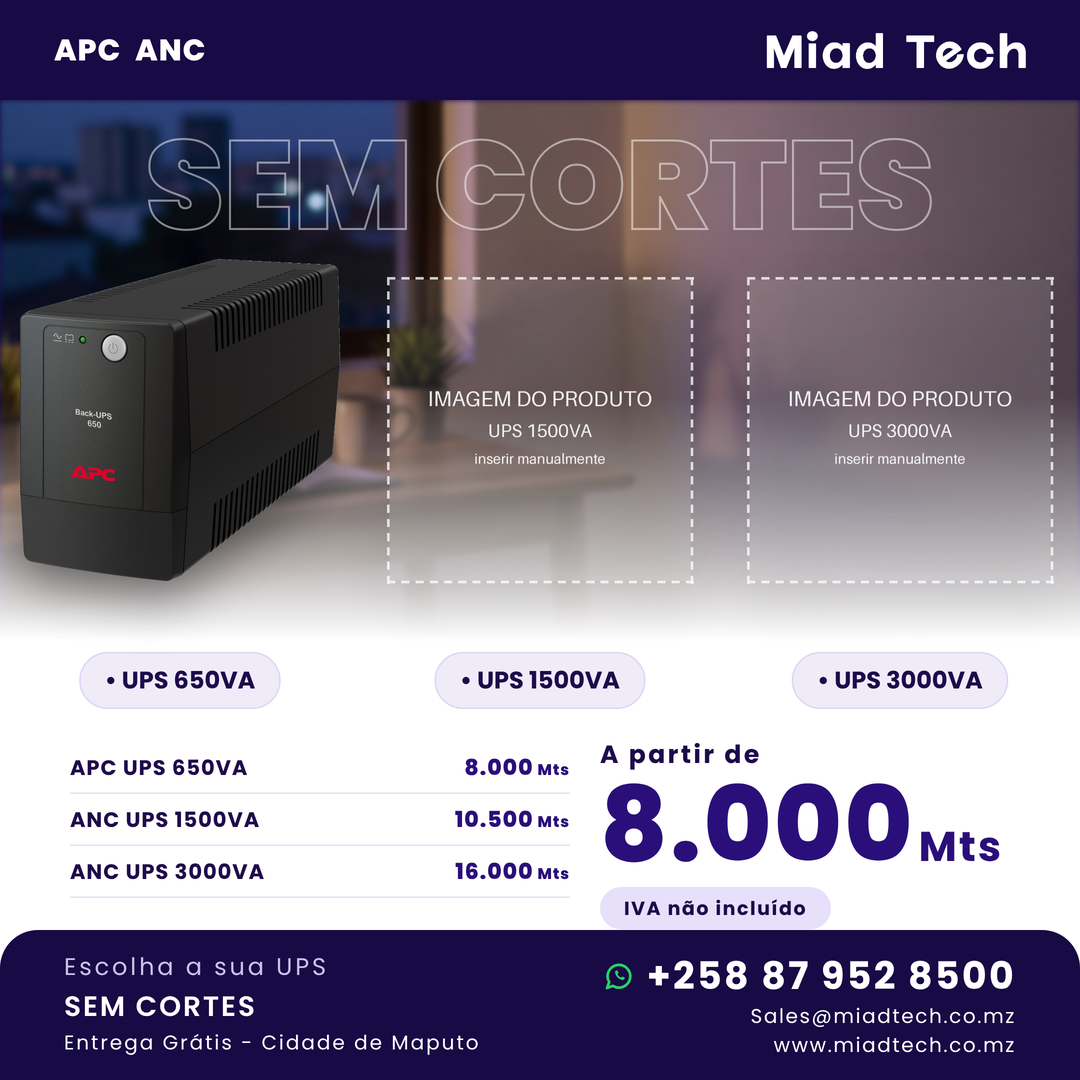 APC ANC
Miad Tech
SEM CORTES
Back-UPS
650
APC
IMAGEM DO PRODUTO
UPS 1500VA
inserir manualmente
IMAGEM DO PRODUTO
UPS 3000VA
inserir manualmente
• UPS 650VA
• UPS 1500VA
• UPS 3000VA
APC UPS 650VA 8.000 Mts
ANC UPS 1500VA 10.500 Mts
ANC UPS 3000VA 16.000 Mts
A partir de
8.000 Mts
IVA não incluído
Escolha a sua UPS
SEM CORTES
Entrega Grátis - Cidade de Maputo
+258 87 952 8500
Sales@miadtech.co.mz
www.miadtech.co.mz